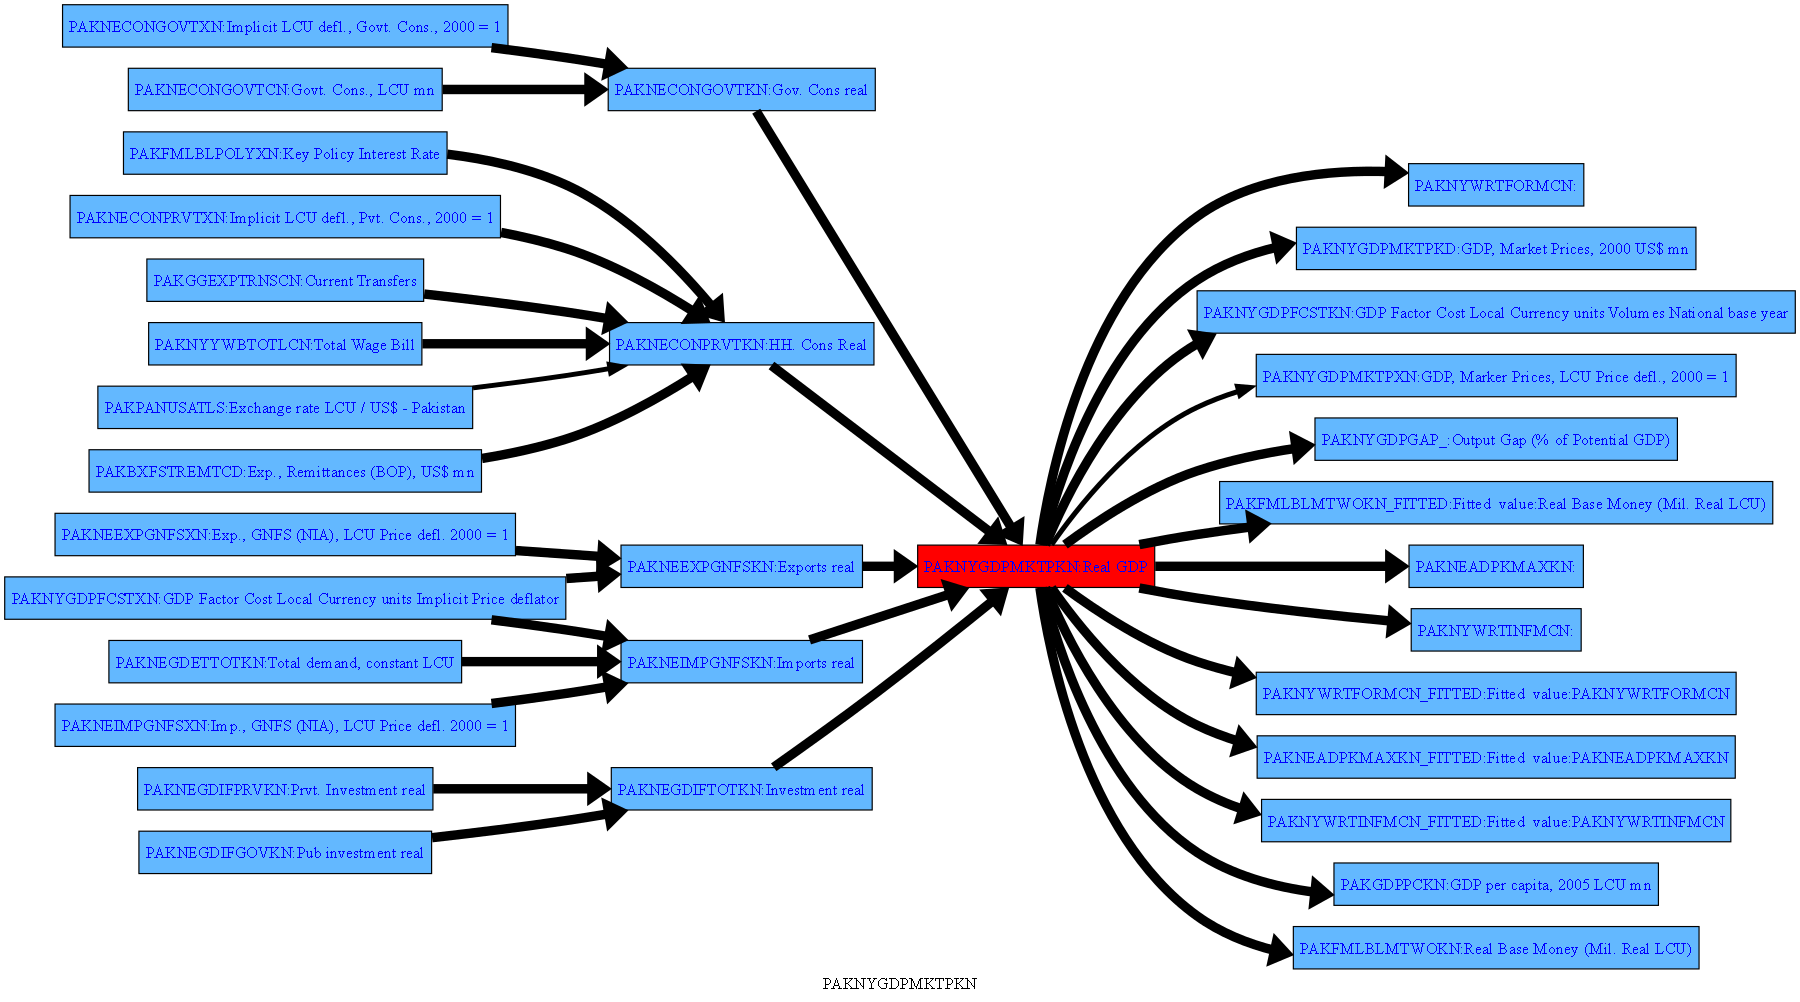 PAKNECONGOVTXN:Implicit LCU defl., Govt. Cons., 2000 = 1
PAKNECONGOVTCN:Govt. Cons., LCU mn
PAKFMLBLPOLYXN:Key Policy Interest Rate
PAKNECONPRVTXN:Implicit LCU defl., Pvt. Cons., 2000 = 1
PAKGGEXPTRNSCN:Current Transfers
PAKNYYWBTOTLCN:Total Wage Bill
PAKPANUSATLS:Exchange rate LCU / US$ - Pakistan
PAKBXFSTREMTCD:Exp., Remittances (BOP), US$ mn
PAKNEEXPGNFSXN:Exp., GNFS (NIA), LCU Price defl. 2000 = 1
PAKNYGDPFCSTXN:GDP Factor Cost Local Currency units Implicit Price deflator
PAKNEGDETTOTKN:Total demand, constant LCU
PAKNEIMPGNFSXN:Imp., GNFS (NIA), LCU Price defl. 2000 = 1
PAKNEGDIFPRVKN:Prvt. Investment real
PAKNEGDIFGOVKN:Pub investment real
PAKNECONGOVTKN:Gov. Cons real
PAKNECONPRVTKN:HH. Cons Real
PAKNEEXPGNFSKN:Exports real
PAKNEIMPGNFSKN:Imports real
PAKNEGDIFTOTKN:Investment real
PAKNYGDPMKTPKN:Real GDP
PAKNYWRTFORMCN:
PAKNYGDPMKTPKD:GDP, Market Prices, 2000 US$ mn
PAKNYGDPFCSTKN:GDP Factor Cost Local Currency units Volumes National base year
PAKNYGDPMKTPXN:GDP, Marker Prices, LCU Price defl., 2000 = 1
PAKNYGDPGAP_:Output Gap (% of Potential GDP)
PAKFMLBLMTWOKN_FITTED:Fitted value:Real Base Money (Mil. Real LCU)
PAKNEADPKMAXKN:
PAKNYWRTINFMCN:
PAKNYWRTFORMCN_FITTED:Fitted value:PAKNYWRTFORMCN
PAKNEADPKMAXKN_FITTED:Fitted value:PAKNEADPKMAXKN
PAKNYWRTINFMCN_FITTED:Fitted value:PAKNYWRTINFMCN
PAKGDPPCKN:GDP per capita, 2005 LCU mn
PAKFMLBLMTWOKN:Real Base Money (Mil. Real LCU)
PAKNYGDPMKTPKN